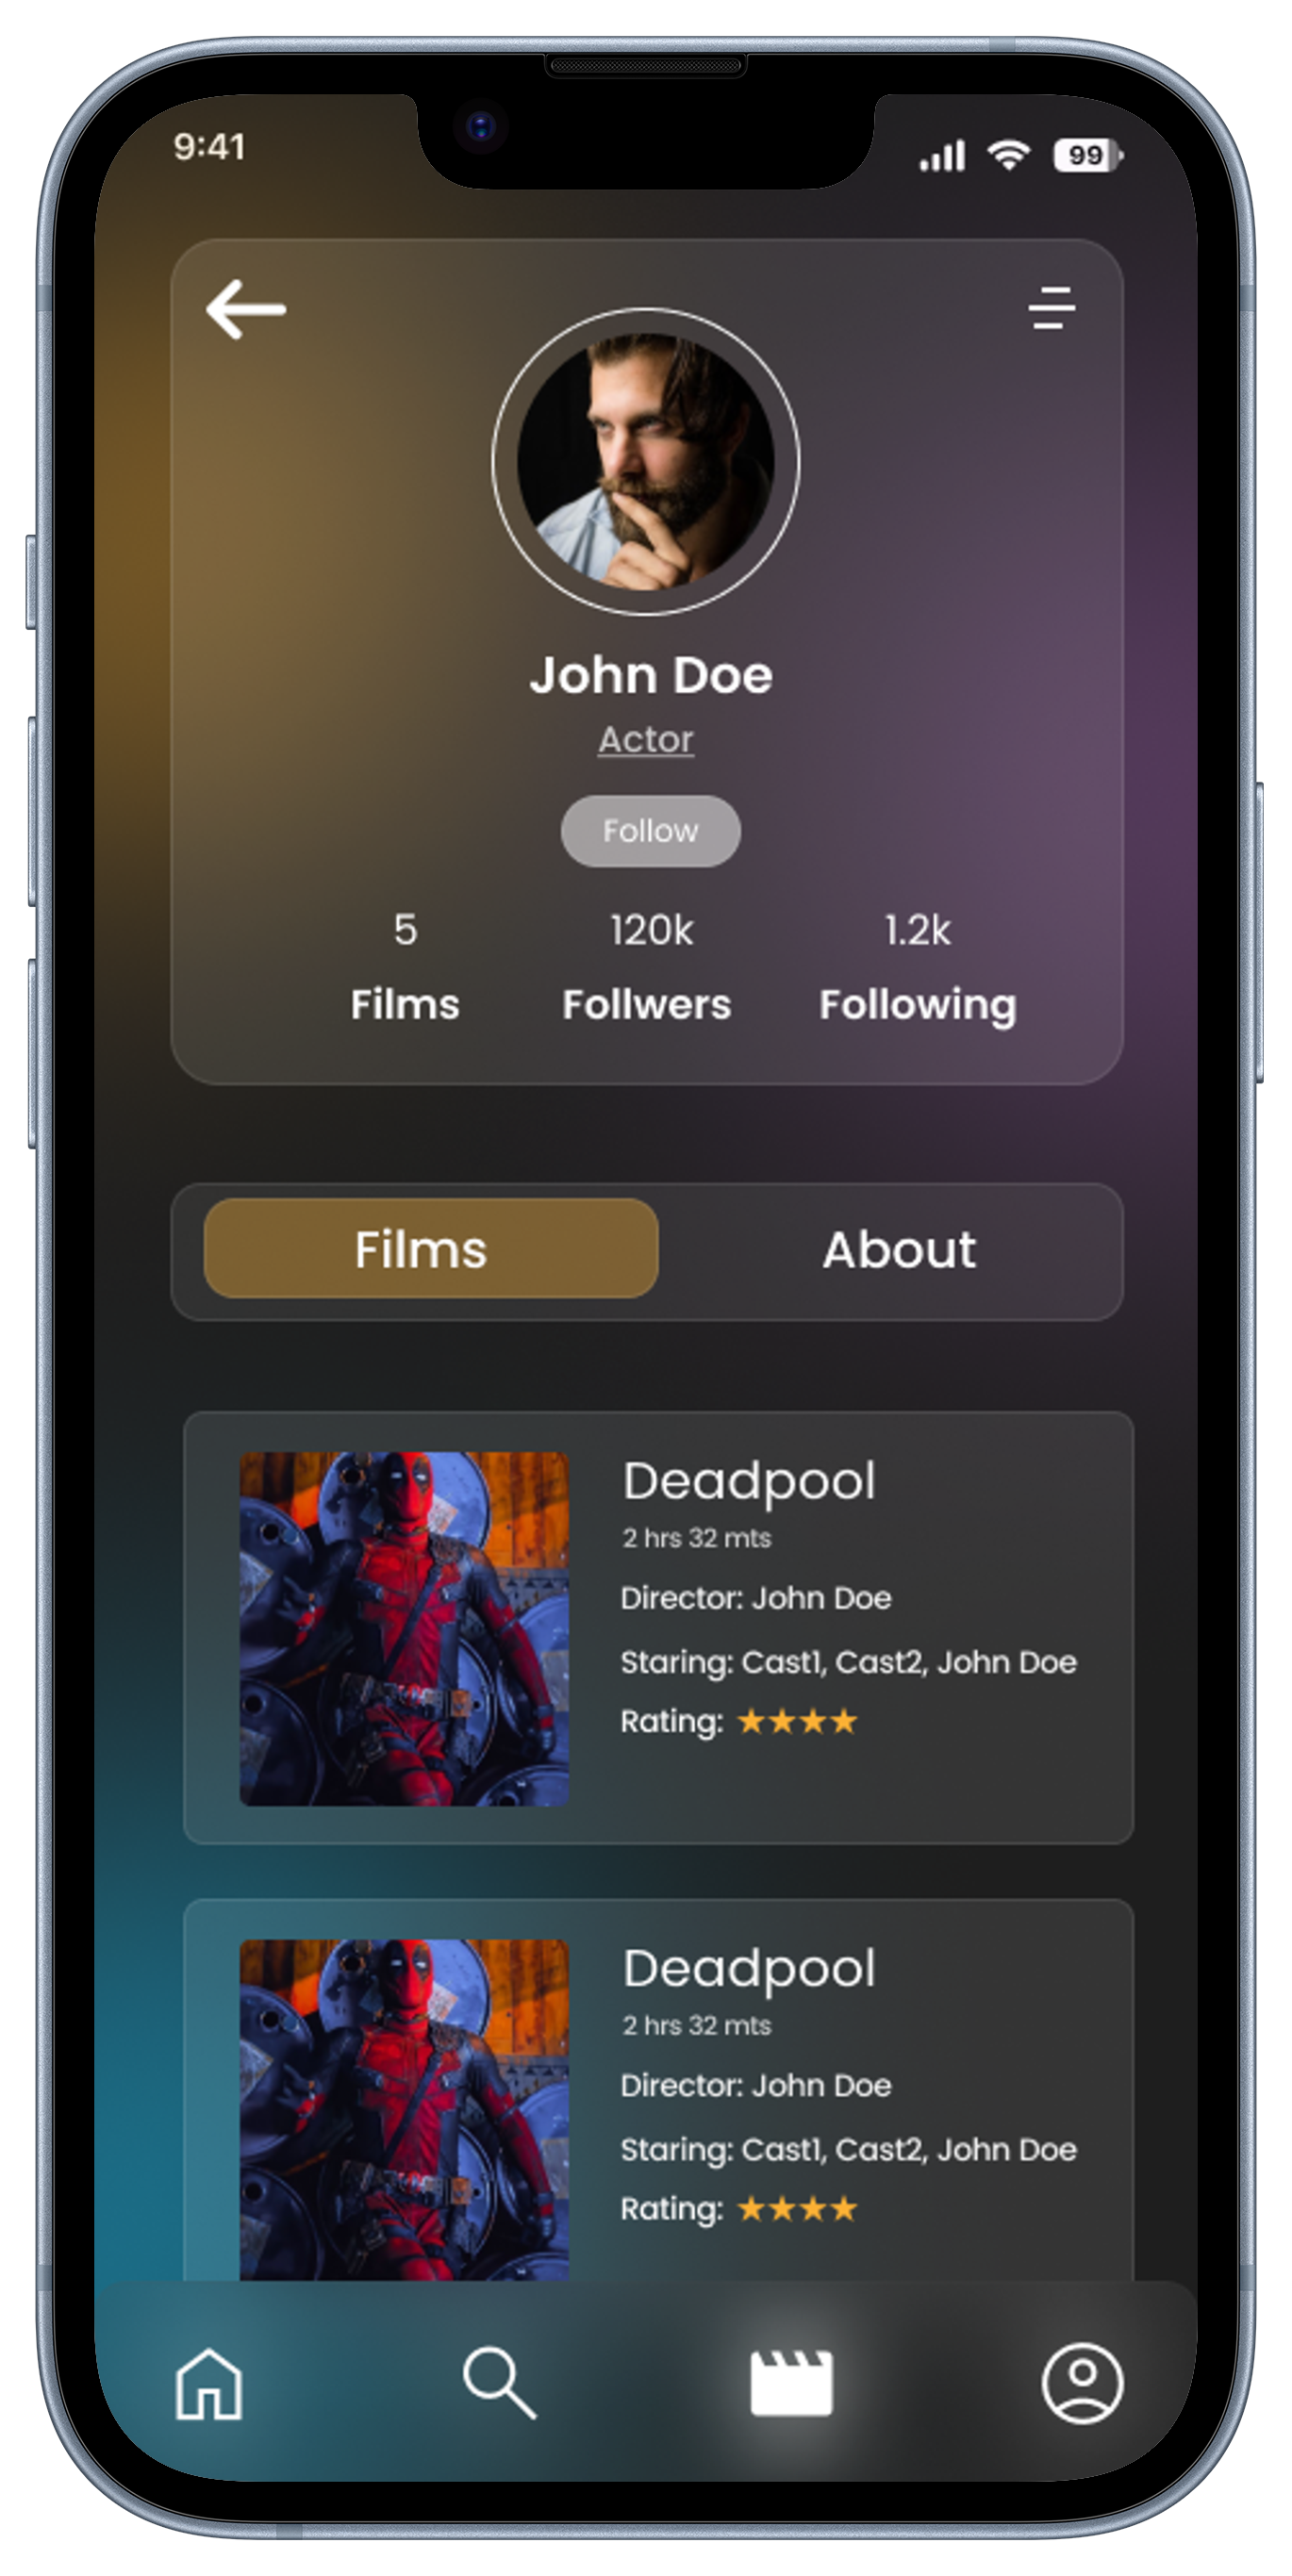 9:41
99
John Doe
Actor
Follow
5 120k 1.2k
Films Follwers Following
Films About
Deadpool
2 hrs 32 mts
Director: John Doe
Staring: Cast1, Cast2, John Doe
Rating: ★★★★
Deadpool
2 hrs 32 mts
Director: John Doe
Staring: Cast1, Cast2, John Doe
Rating: ★★★★